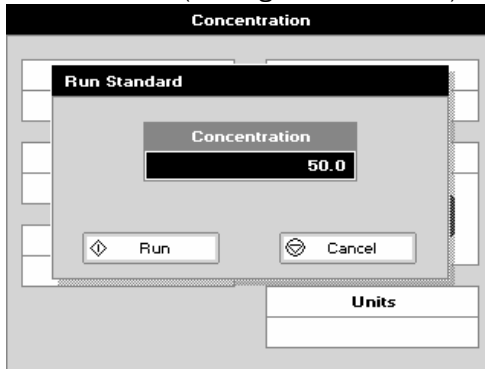 Concentration
Run Standard
Concentration
50.0
Run
Cancel
Units